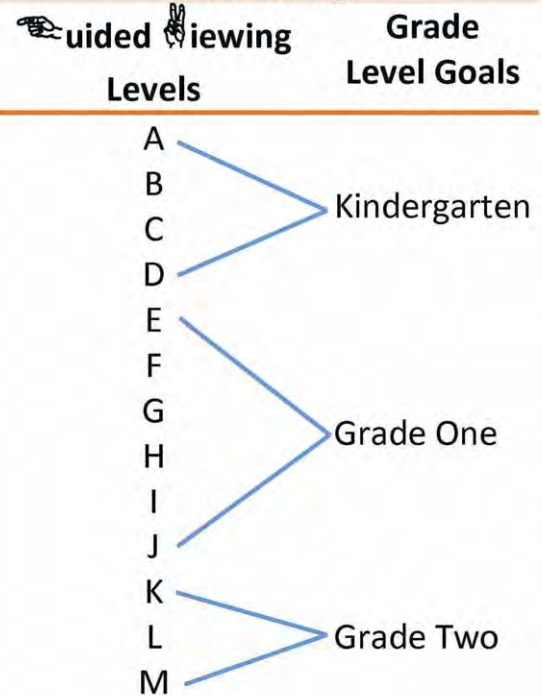 uided iewing
Levels
Grade
Level Goals
A
B
C
D
Kindergarten
E
F
G
H
I
J
Grade One
K
L
M
Grade Two